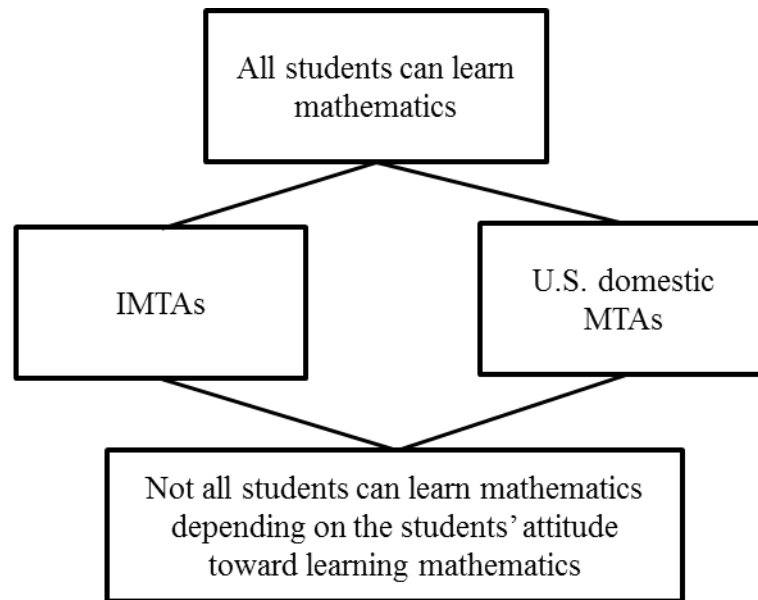 All students can learn
mathematics
IMTAs
U.S. domestic
MTAs
Not all students can learn mathematics
depending on the students’ attitude
toward learning mathematics